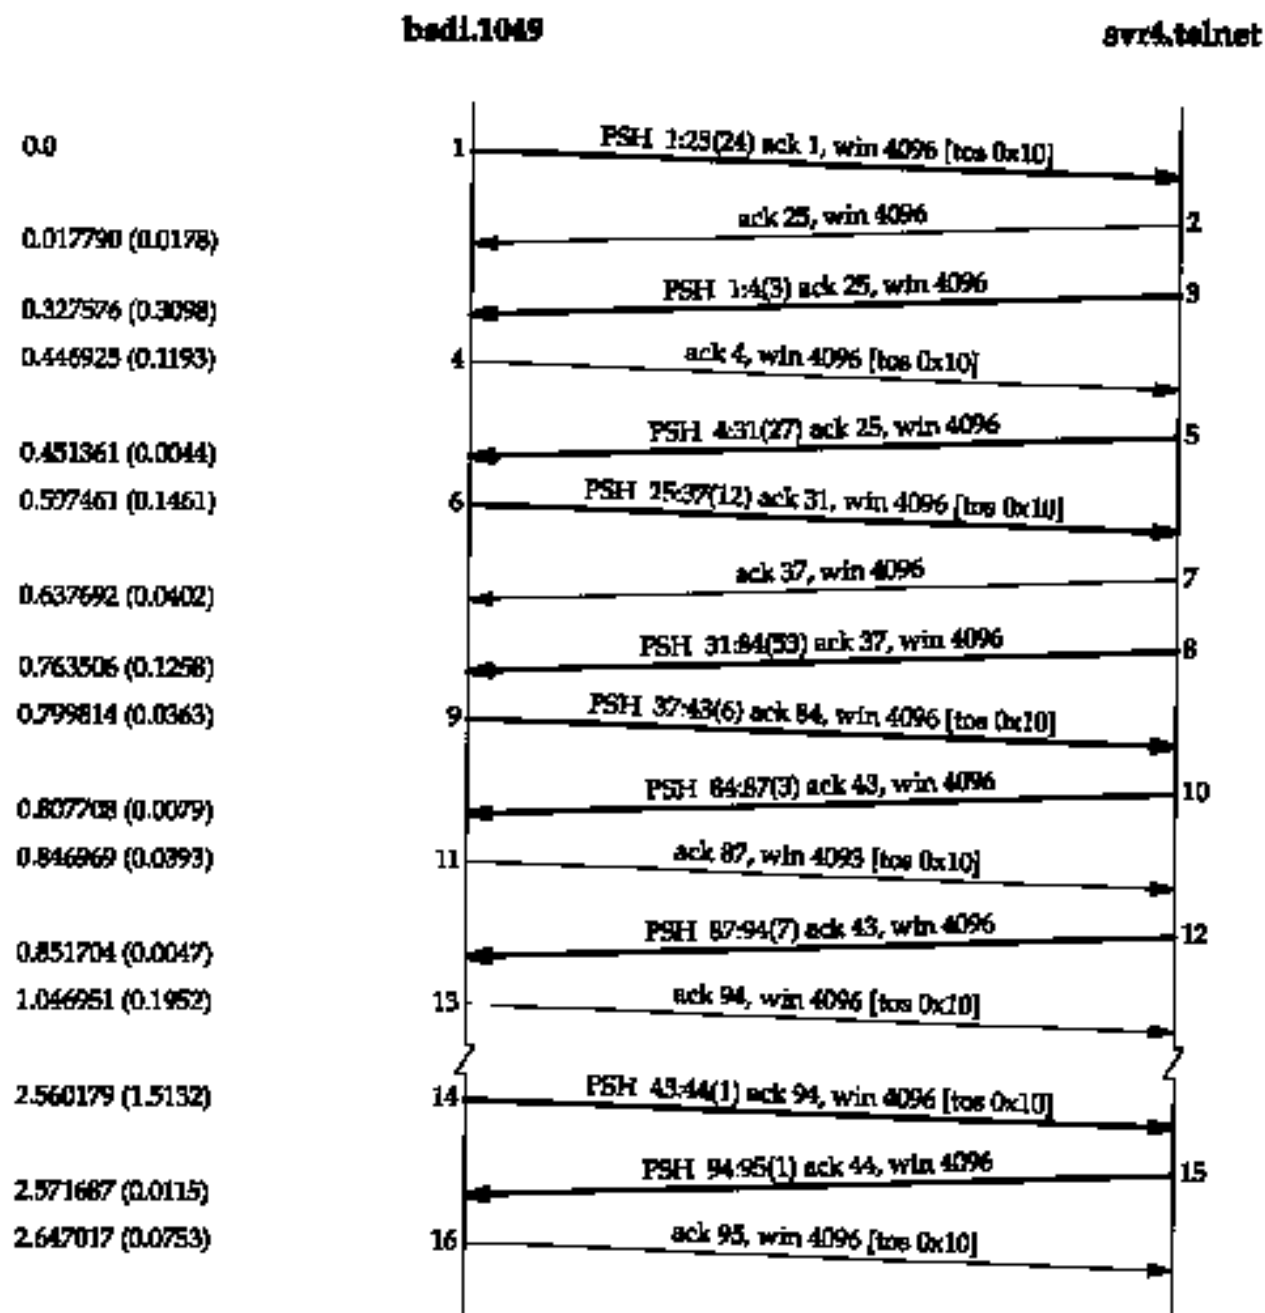 bsdi.1049 svr4.telnet
0.0 1 PSH 1:25(24) ack 1, win 4096 [tos 0x10]
ack 25, win 4096 2
0.017790 (0.0178)
PSH 1:4(3) ack 25, win 4096 3
0.327576 (0.3098)
0.446925 (0.1193) 4 ack 4, win 4096 [tos 0x10]
PSH 4:31(27) ack 25, win 4096 5
0.451361 (0.0044)
0.597461 (0.1461) 6 PSH 25:37(12) ack 31, win 4096 [tos 0x10]
ack 37, win 4096 7
0.637692 (0.0402)
PSH 31:84(53) ack 37, win 4096 8
0.763506 (0.1258)
0.799814 (0.0363) 9 PSH 37:43(6) ack 84, win 4096 [tos 0x10]
PSH 84:87(3) ack 43, win 4096 10
0.807708 (0.0079)
0.846969 (0.0393) 11 ack 87, win 4093 [tos 0x10]
PSH 87:94(7) ack 43, win 4096 12
0.851704 (0.0047)
1.046951 (0.1952) 13 ack 94, win 4096 [tos 0x10]
2.560179 (1.5132) 14 PSH 43:44(1) ack 94, win 4096 [tos 0x10]
PSH 94:95(1) ack 44, win 4096 15
2.571687 (0.0115)
2.647017 (0.0753) 16 ack 95, win 4096 [tos 0x10]